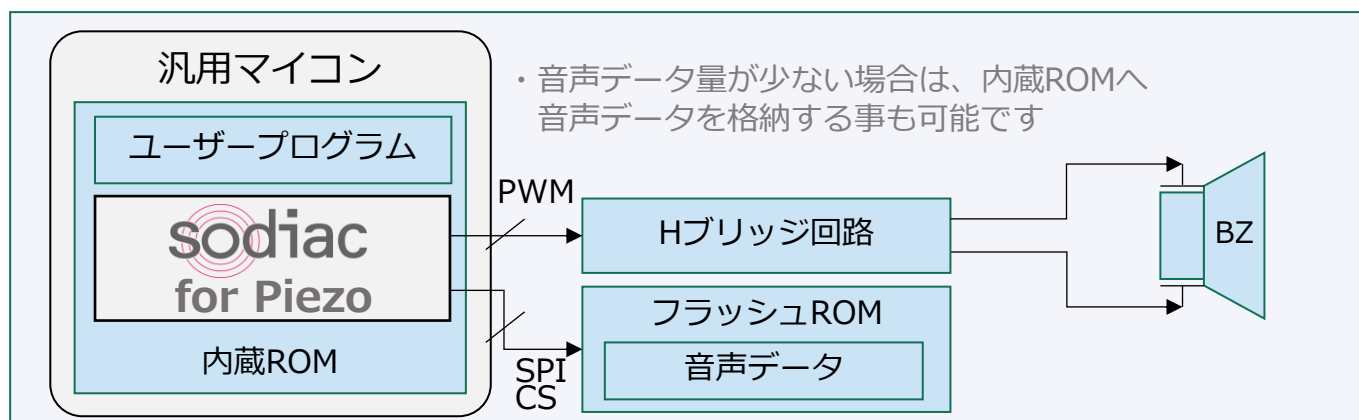 汎用マイコン
・音声データ量が少ない場合は、内蔵ROMへ
音声データを格納する事も可能です
ユーザープログラム
sodiac
for Piezo
内蔵ROM
PWM
Hブリッジ回路
BZ
SPI
CS
フラッシュROM
音声データ